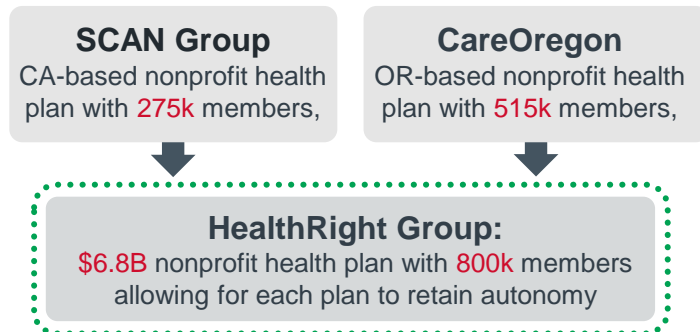 SCAN Group
CA-based nonprofit health
plan with 275k members,
CareOregon
OR-based nonprofit health
plan with 515k members,
HealthRight Group:
$6.8B nonprofit health plan with 800k members
allowing for each plan to retain autonomy